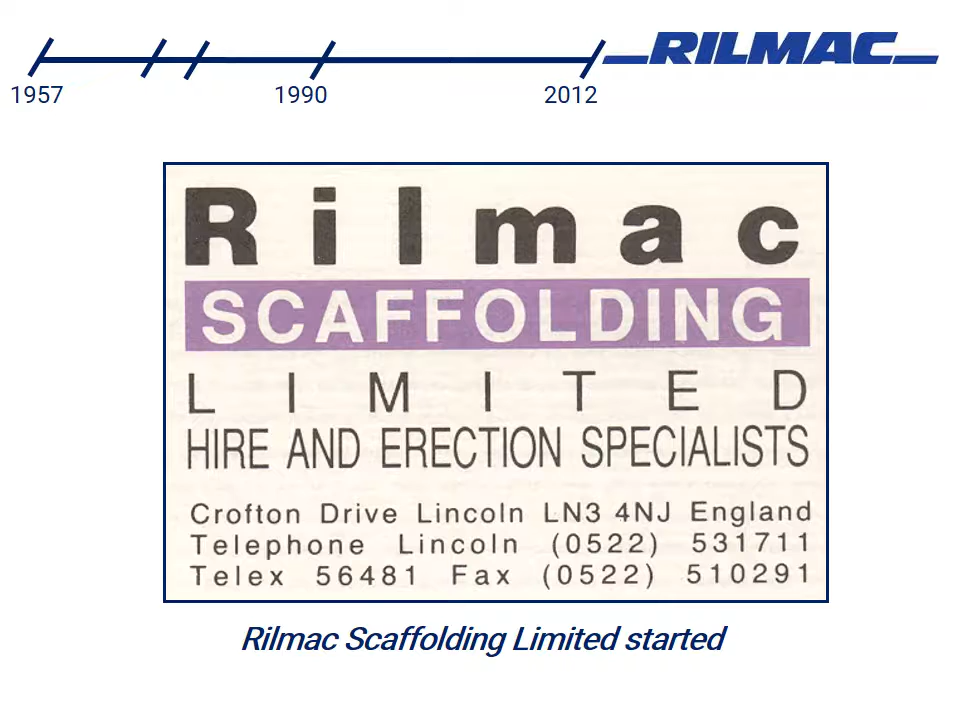 RILMAC
1957 1990 2012
Rilmac
SCAFFOLDING
LIMITED
HIRE AND ERECTION SPECIALISTS
Crofton Drive Lincoln LN3 4NJ England
Telephone Lincoln (0522) 531711
Telex 56481 Fax (0522) 510291
Rilmac Scaffolding Limited started